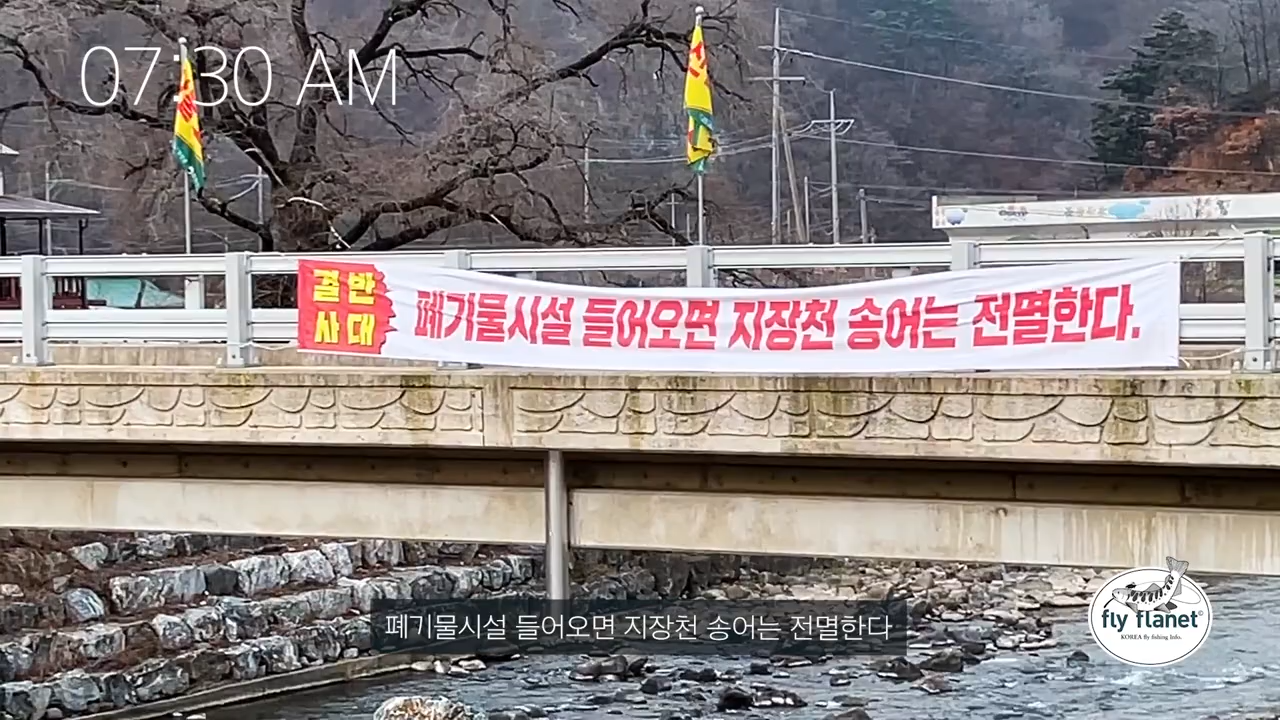 07:30 AM
결반
사대
폐기물시설 들어오면 지장천 송어는 전멸한다.
폐기물시설 들어오면 지장천 송어는 전멸한다
fly flanet©
KOREA fly fishing Info.